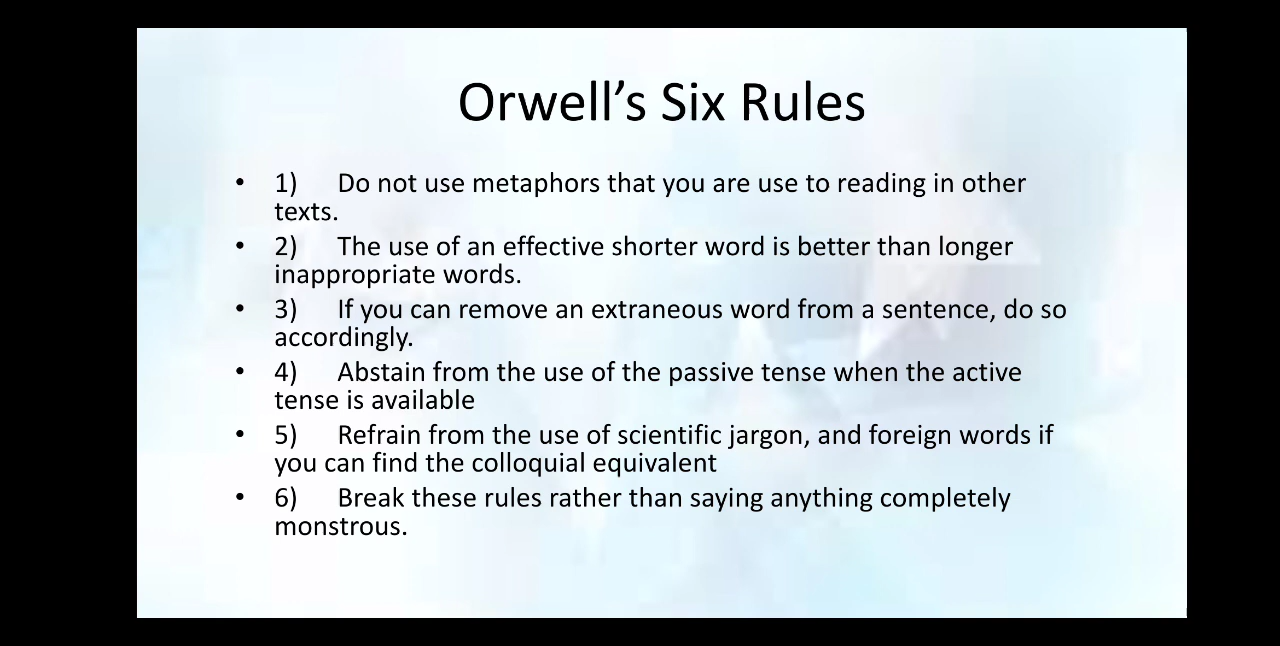 Orwell’s Six Rules
• 1) Do not use metaphors that you are use to reading in other
texts.
• 2) The use of an effective shorter word is better than longer
inappropriate words.
• 3) If you can remove an extraneous word from a sentence, do so
accordingly.
• 4) Abstain from the use of the passive tense when the active
tense is available
• 5) Refrain from the use of scientific jargon, and foreign words if
you can find the colloquial equivalent
• 6) Break these rules rather than saying anything completely
monstrous.